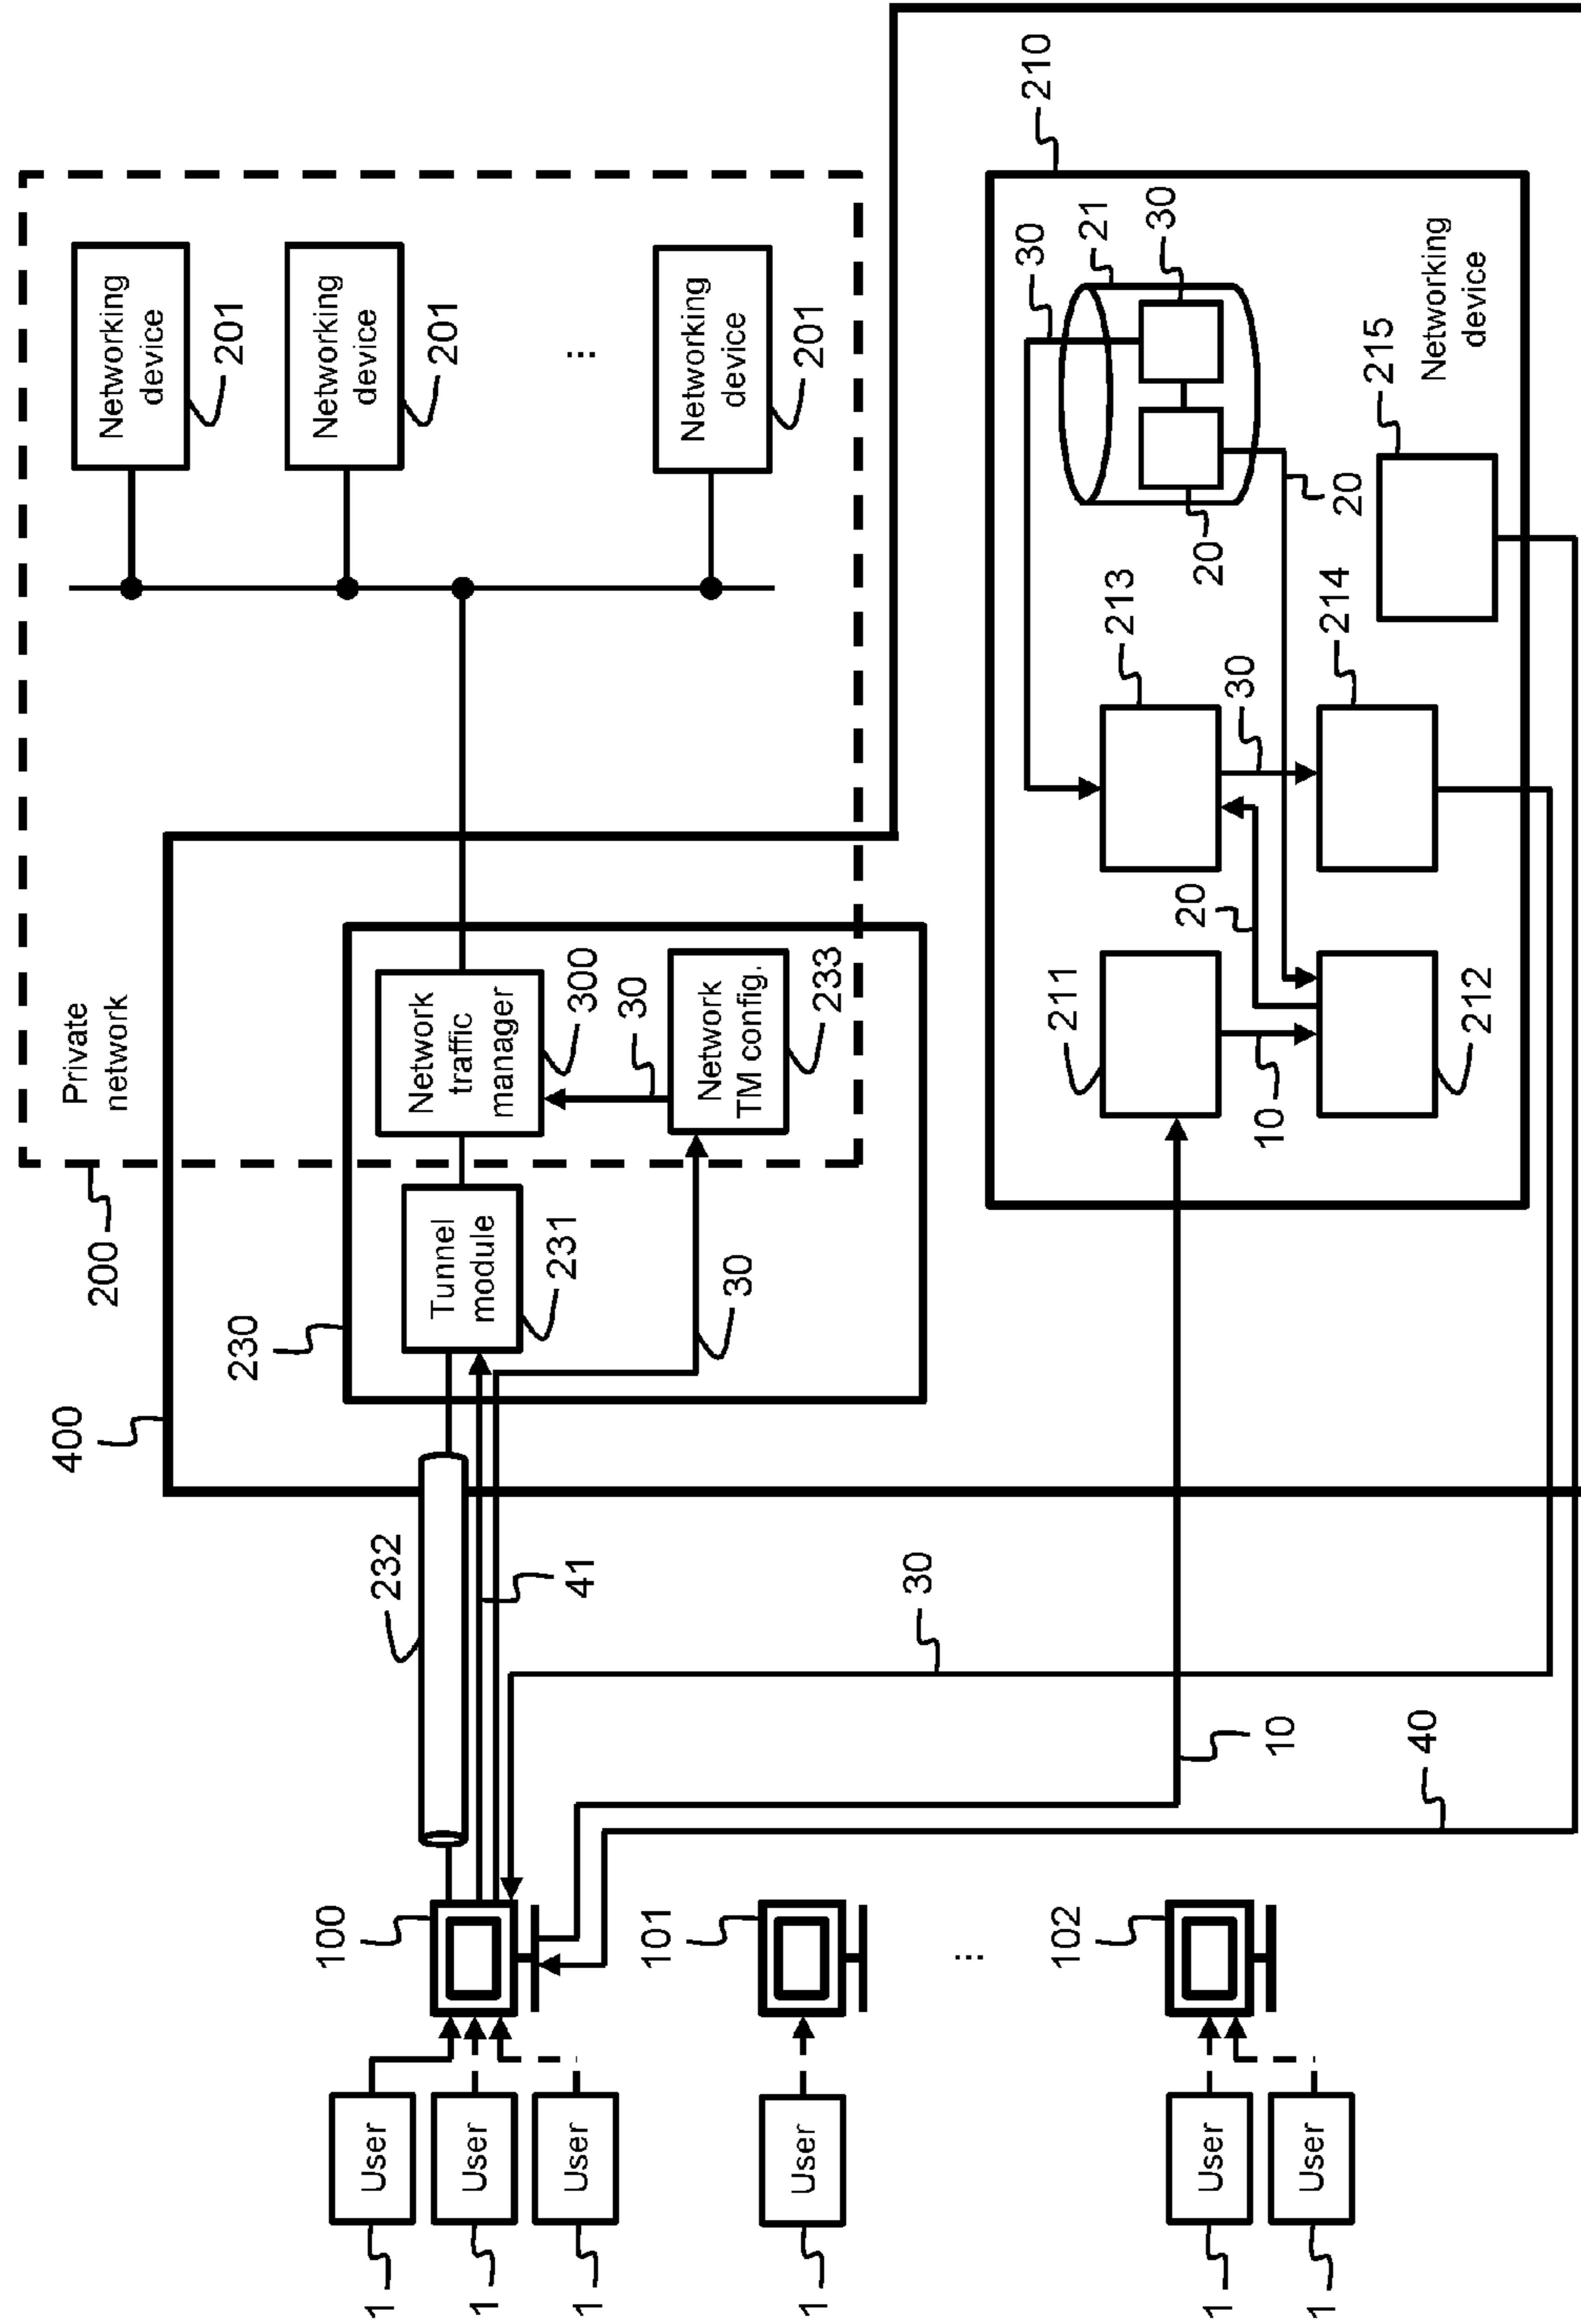 Private
network
200
400
230
Networking
device
201
Networking
device
201
...
Networking
device
201
Network
traffic
manager
300
30
Network
TM config.
233
Tunnel
module
231
30
232
41
100
User
1
User
1
User
1
101
User
1
...
102
User
1
User
1
30
10
40
210
211
10
212
20
213
30
214
30
21
30
20
20
215
Networking
device